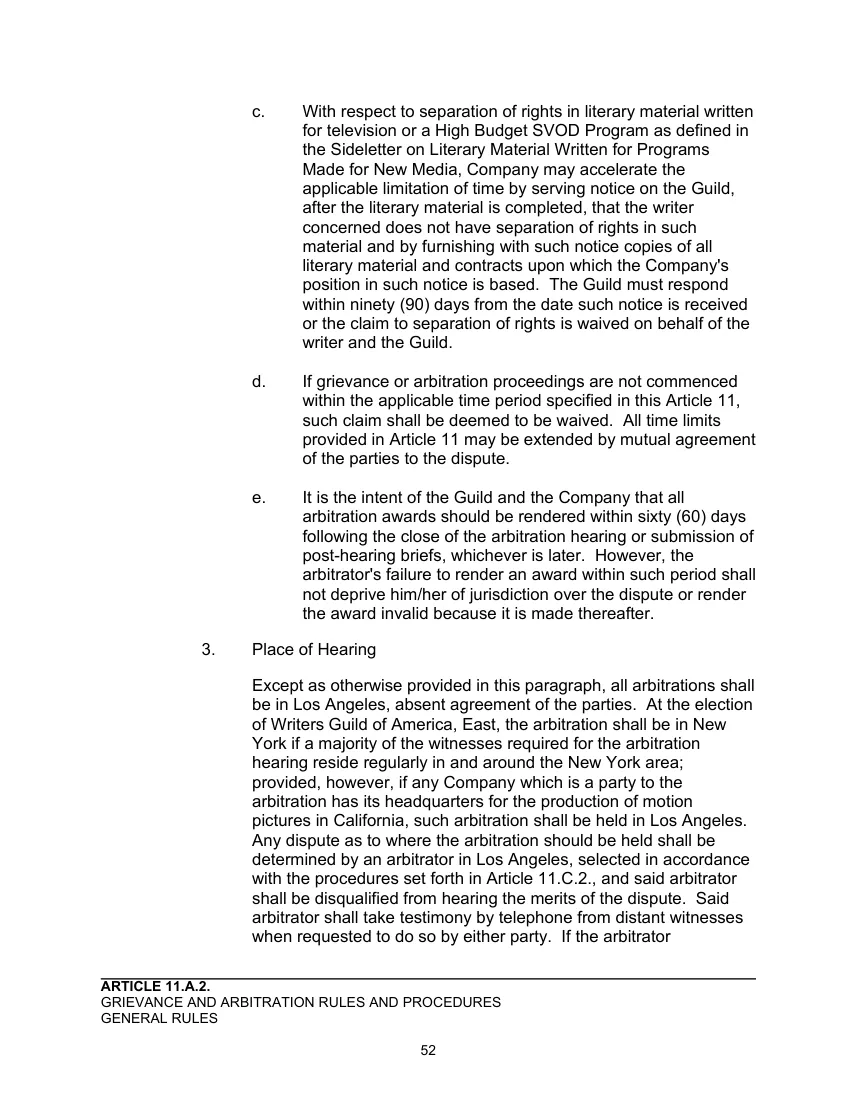 c. With respect to separation of rights in literary material written
for television or a High Budget SVOD Program as defined in
the Sideletter on Literary Material Written for Programs
Made for New Media, Company may accelerate the
applicable limitation of time by serving notice on the Guild,
after the literary material is completed, that the writer
concerned does not have separation of rights in such
material and by furnishing with such notice copies of all
literary material and contracts upon which the Company's
position in such notice is based.  The Guild must respond
within ninety (90) days from the date such notice is received
or the claim to separation of rights is waived on behalf of the
writer and the Guild.
d. If grievance or arbitration proceedings are not commenced
within the applicable time period specified in this Article 11,
such claim shall be deemed to be waived.  All time limits
provided in Article 11 may be extended by mutual agreement
of the parties to the dispute.
e. It is the intent of the Guild and the Company that all
arbitration awards should be rendered within sixty (60) days
following the close of the arbitration hearing or submission of
post-hearing briefs, whichever is later.  However, the
arbitrator's failure to render an award within such period shall
not deprive him/her of jurisdiction over the dispute or render
the award invalid because it is made thereafter.
3. Place of Hearing
Except as otherwise provided in this paragraph, all arbitrations shall
be in Los Angeles, absent agreement of the parties.  At the election
of Writers Guild of America, East, the arbitration shall be in New
York if a majority of the witnesses required for the arbitration
hearing reside regularly in and around the New York area;
provided, however, if any Company which is a party to the
arbitration has its headquarters for the production of motion
pictures in California, such arbitration shall be held in Los Angeles.
Any dispute as to where the arbitration should be held shall be
determined by an arbitrator in Los Angeles, selected in accordance
with the procedures set forth in Article 11.C.2., and said arbitrator
shall be disqualified from hearing the merits of the dispute.  Said
arbitrator shall take testimony by telephone from distant witnesses
when requested to do so by either party.  If the arbitrator
ARTICLE 11.A.2.
GRIEVANCE AND ARBITRATION RULES AND PROCEDURES
GENERAL RULES
52